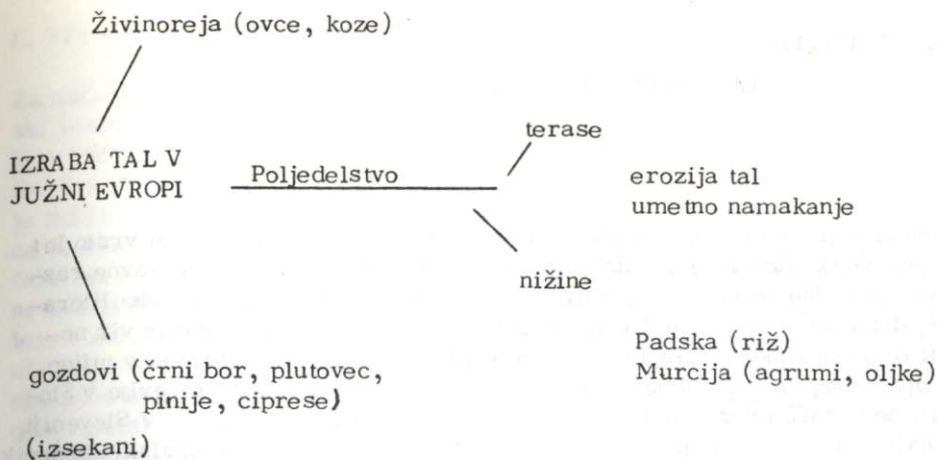 Živinoreja (ovce, koze)
IZRABA TAL V
JUŽNI EVROPI
Poljedelstvo
terase
erozija tal
umetno namakanje
nižine
Padska (riž)
Murcija (agrumi, oljke)
gozdovi (črni bor, plutovec,
pinije, ciprese)
(izsekani)